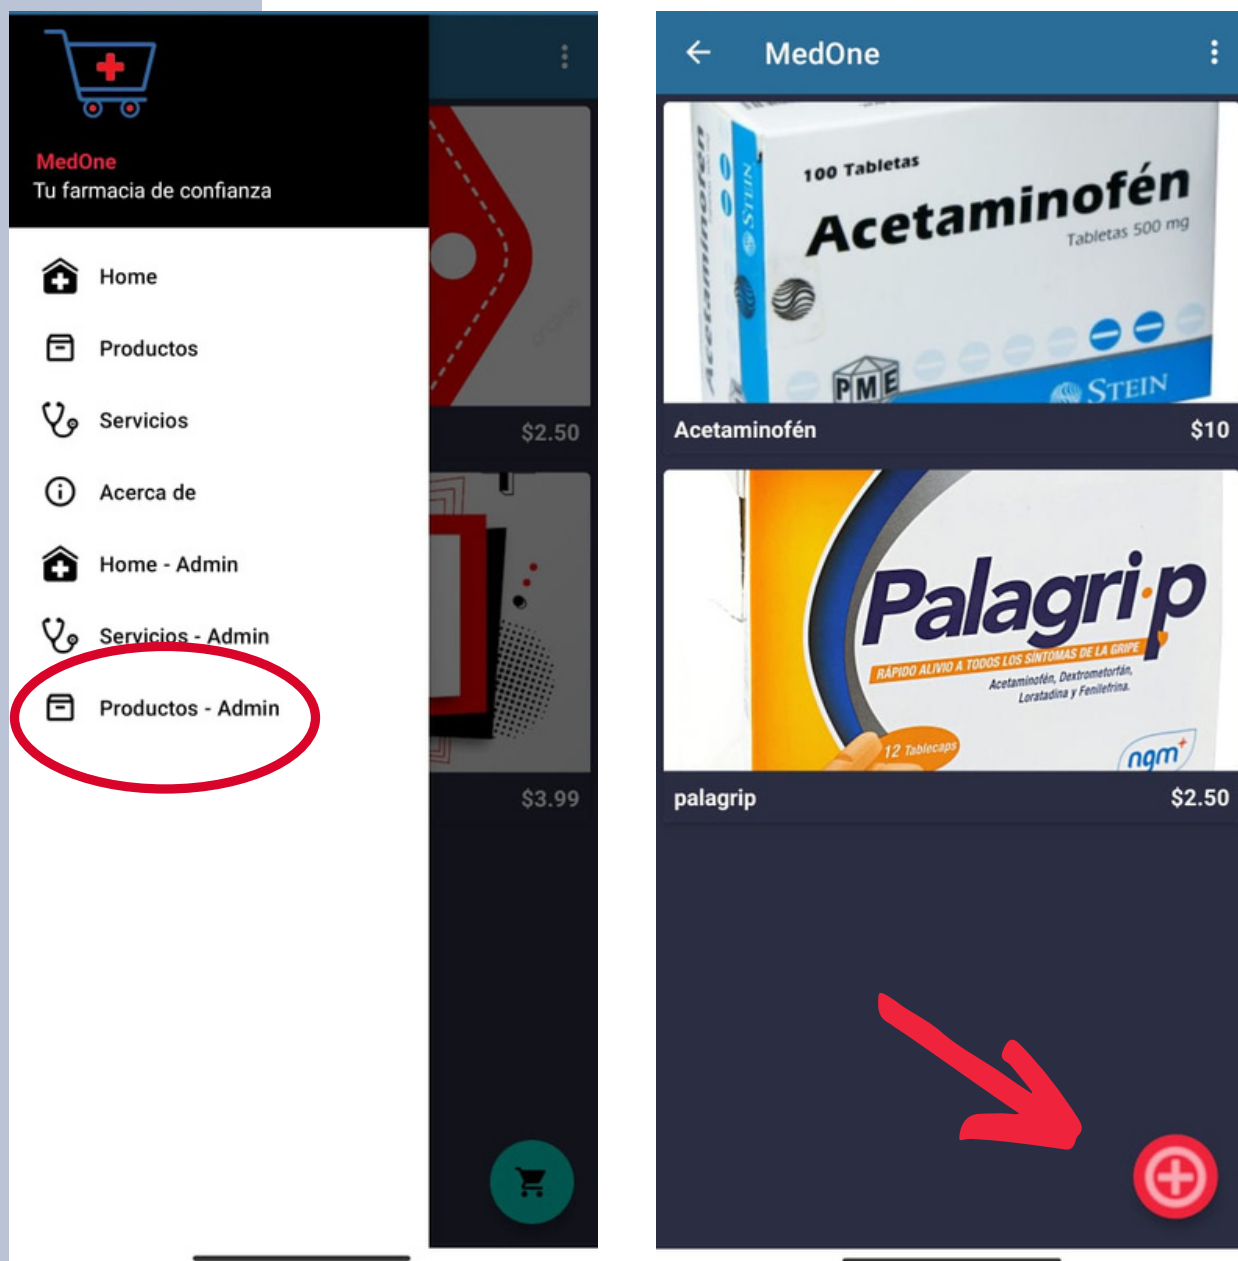 MedOne
Tu farmacia de confianza
Home
Productos
Servicios
Acerca de
Home - Admin
Servicios - Admin
Productos - Admin
$2.50
$3.99
MedOne
100 Tabletas
Acetaminofén
Tabletas 500 mg
Acetaminofén
STEIN
PME
STEIN
Acetaminofén
$10
Palagrip
RÁPIDO ALIVIO A TODOS LOS SÍNTOMAS DE LA GRIPE
Acetaminofén, Dextrometorfán,
Loratadina y Fenilefrina.
12 Tablecaps
ngm
palagrip
$2.50